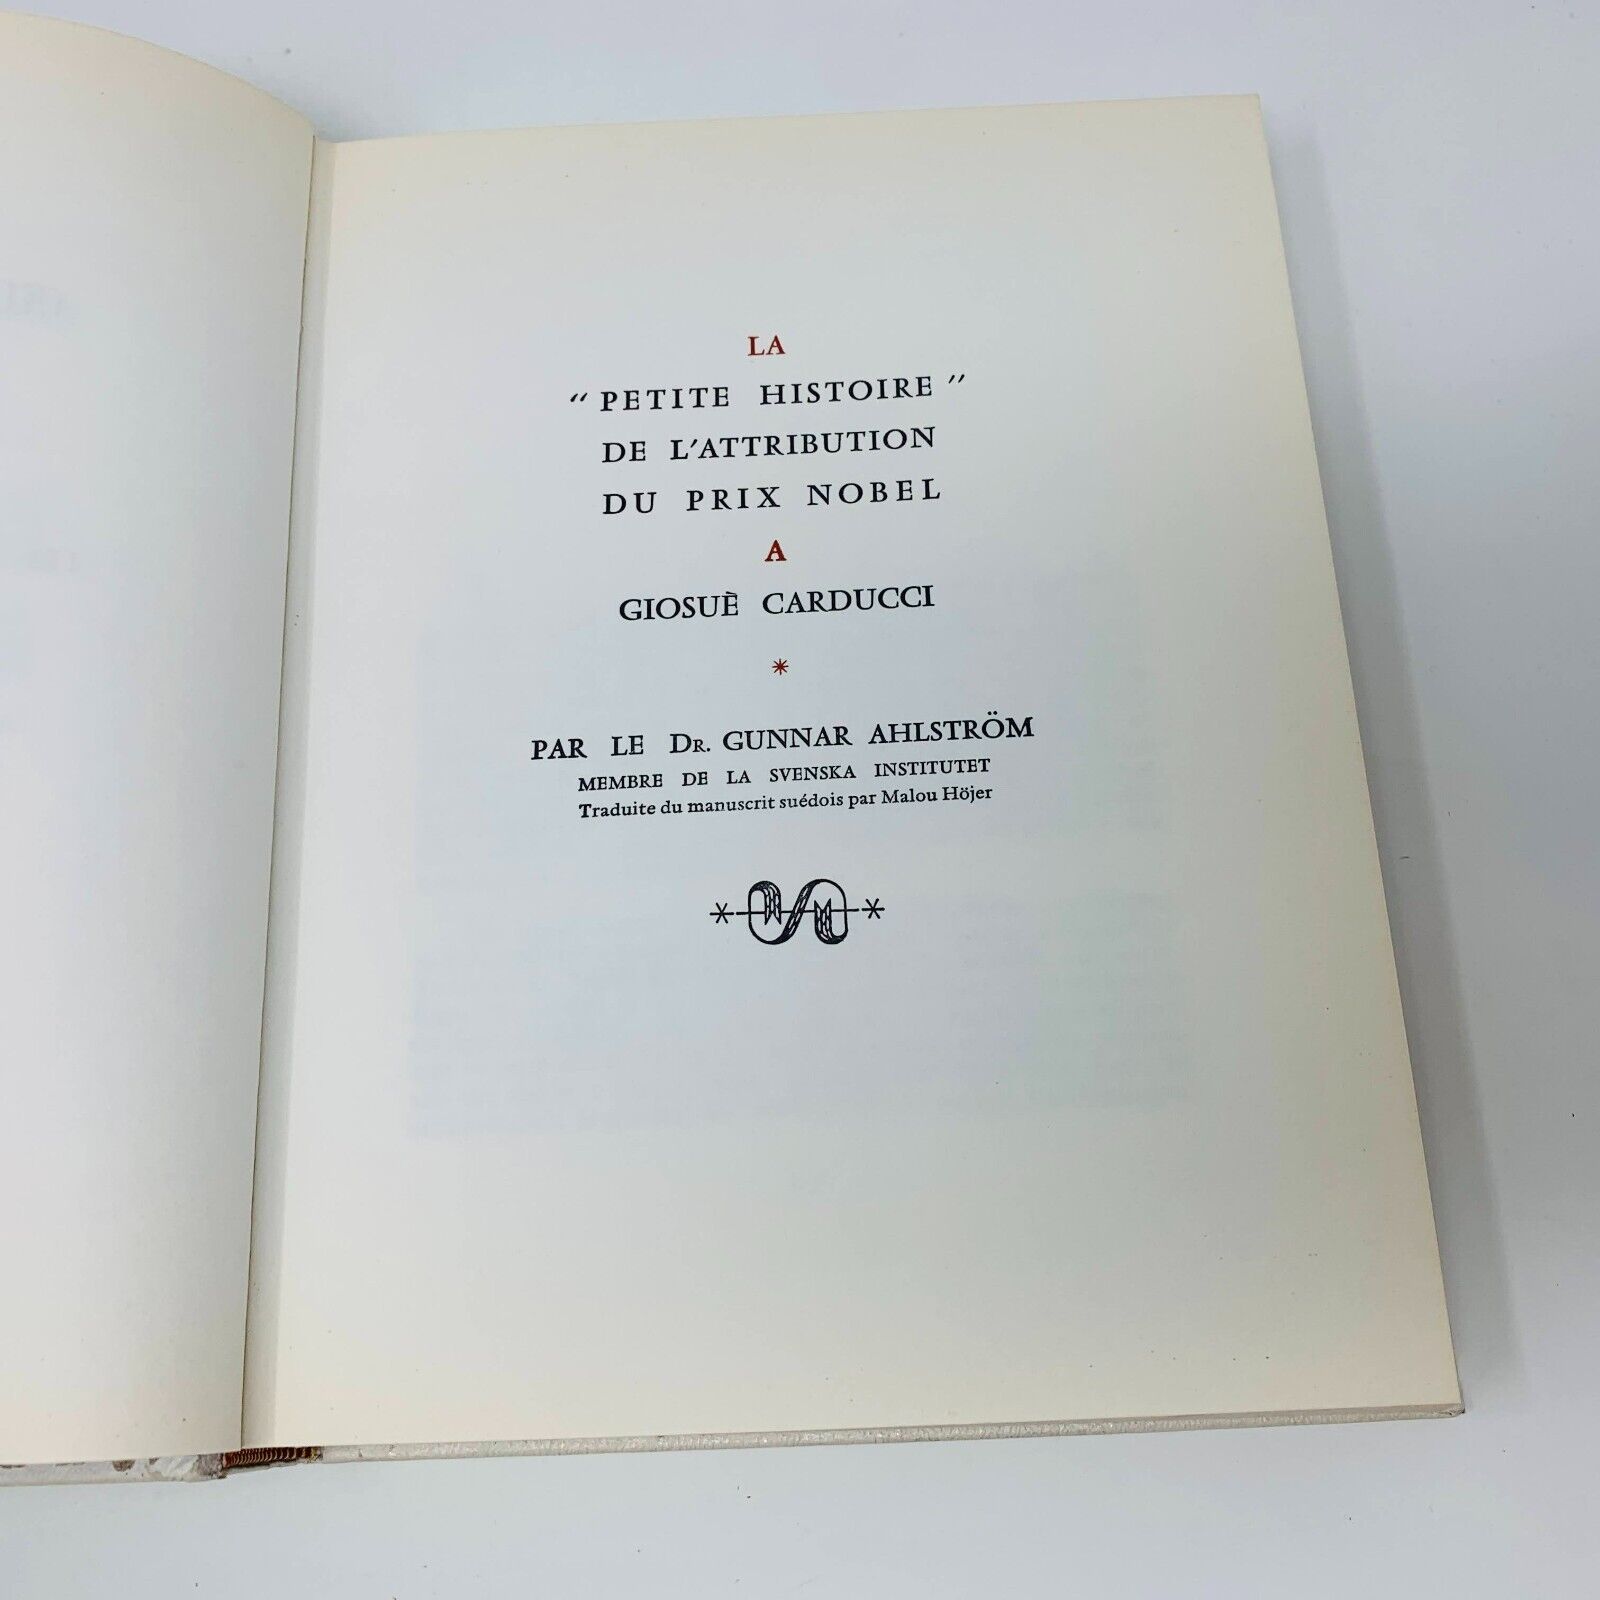 LA
“ PETITE HISTOIRE ”
DE L'ATTRIBUTION
DU PRIX NOBEL
A
GIOSUÈ CARDUCCI
*
PAR LE DR. GUNNAR AHLSTRÖM
MEMBRE DE LA SVENSKA INSTITUTET
Traduite du manuscrit suédois par Malou Höjer